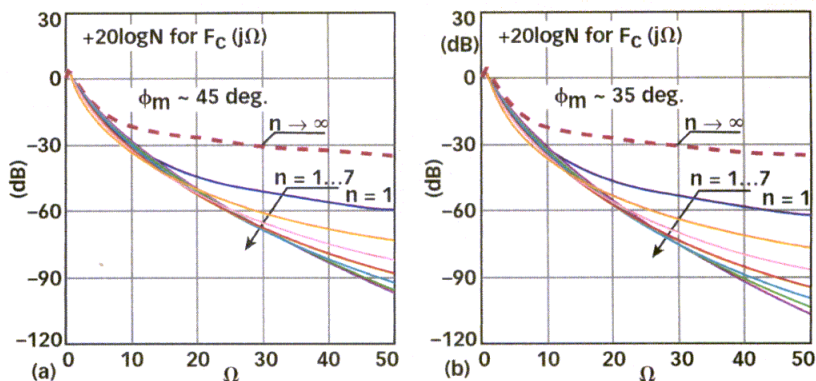 30
0
−30
−60
−90
−120
(dB)
+20logN for FC (jΩ)
ϕm ~ 45 deg.
n → ∞
n = 1...7
n = 1
0
10
20
30
40
50
(a)
Ω
30
(dB)
0
−30
−60
−90
−120
(dB)
+20logN for FC (jΩ)
ϕm ~ 35 deg.
n → ∞
n = 1...7
n = 1
0
10
20
30
40
50
(b)
Ω